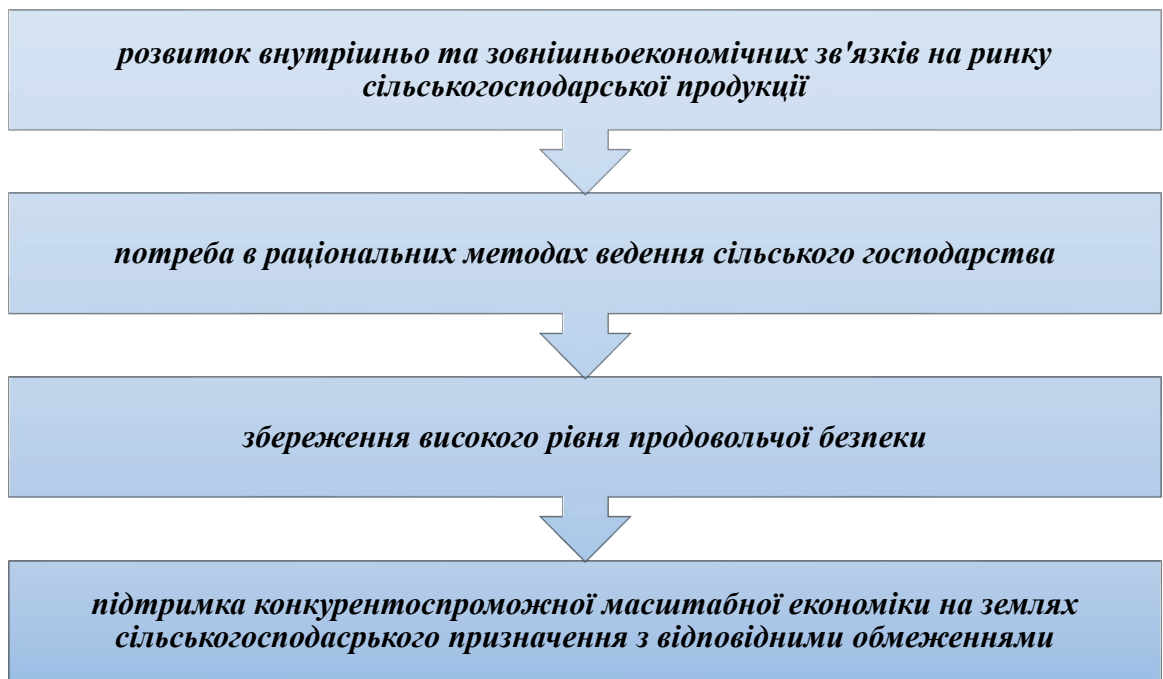 розвиток внутрішньо та зовнішньоекономічних зв'язків на ринку
сільськогосподарської продукції
потреба в раціональних методах ведення сільського господарства
збереження високого рівня продовольчої безпеки
підтримка конкурентоспроможної масштабної економіки на землях
сільськогосподасрького призначення з відповідними обмеженнями